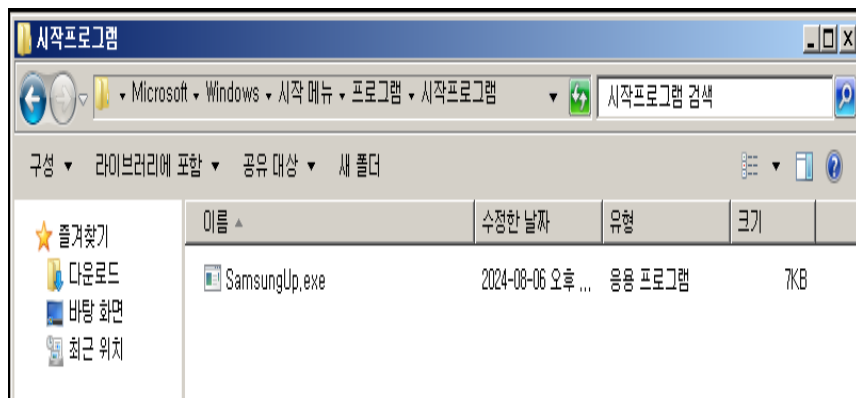 시작프로그램
Microsoft Windows 시작 메뉴 프로그램 시작프로그램 시작프로그램 검색
구성 라이브러리에 포함 공유 대상 새 폴더
즐겨찾기
다운로드
바탕 화면
최근 위치
이름 수정한 날짜 유형 크기
SamsungUp.exe 2024-08-06 오후 ... 응용 프로그램 7KB